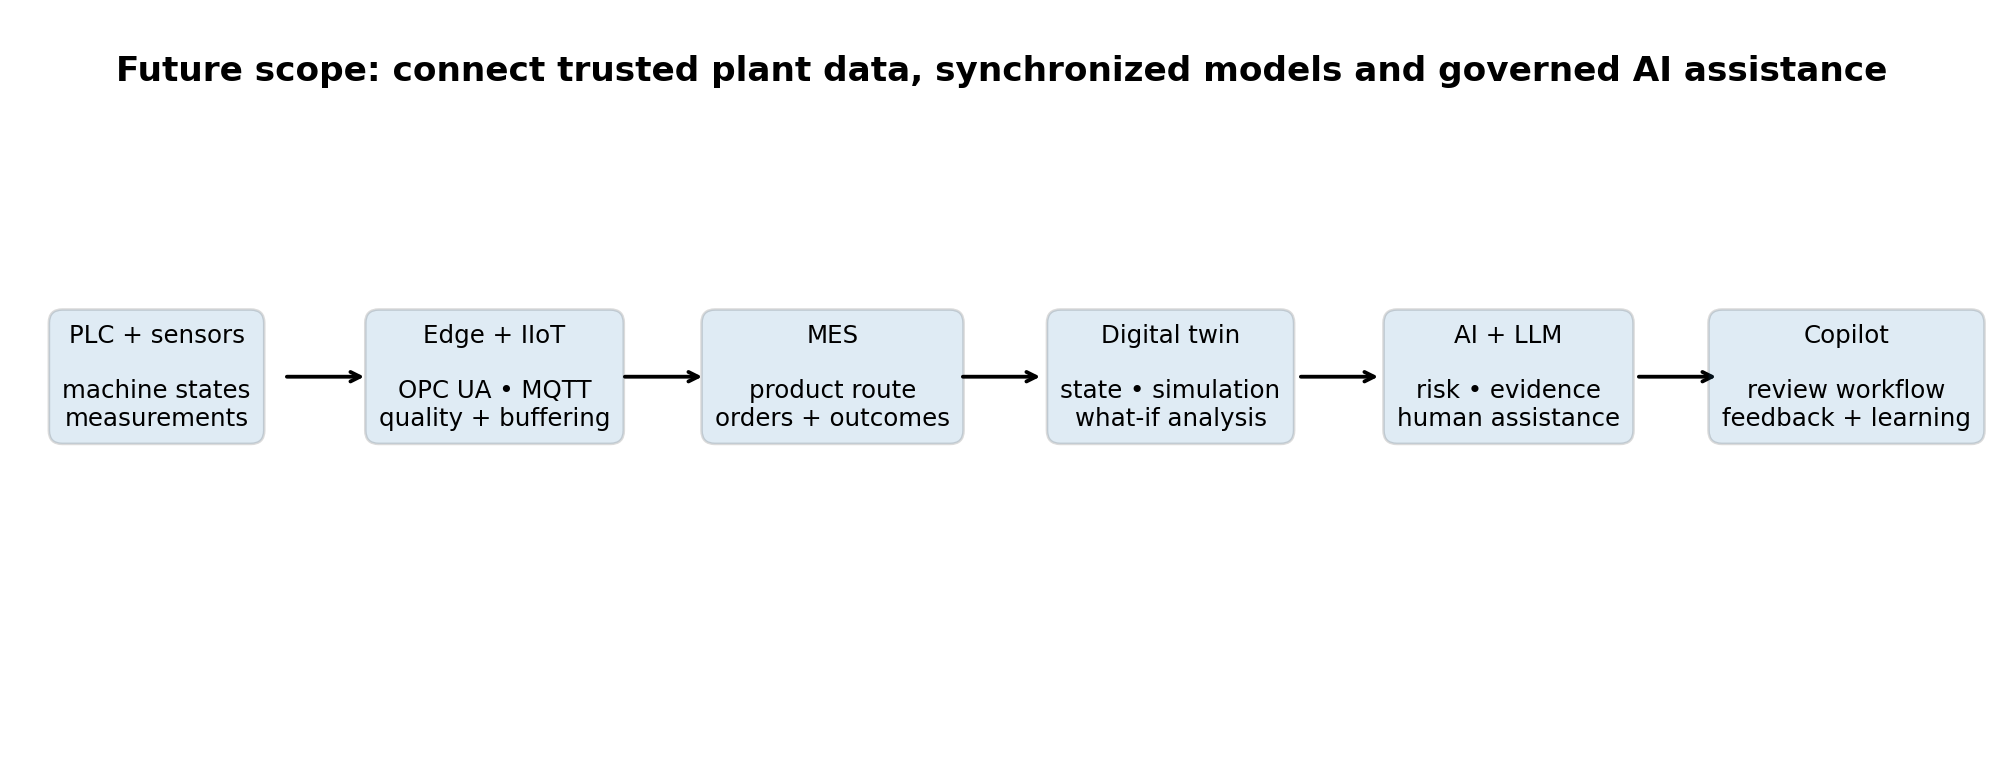 Future scope: connect trusted plant data, synchronized models and governed AI assistance
PLC + sensors
machine states
measurements
Edge + IIoT
OPC UA • MQTT
quality + buffering
MES
product route
orders + outcomes
Digital twin
state • simulation
what-if analysis
AI + LLM
risk • evidence
human assistance
Copilot
review workflow
feedback + learning